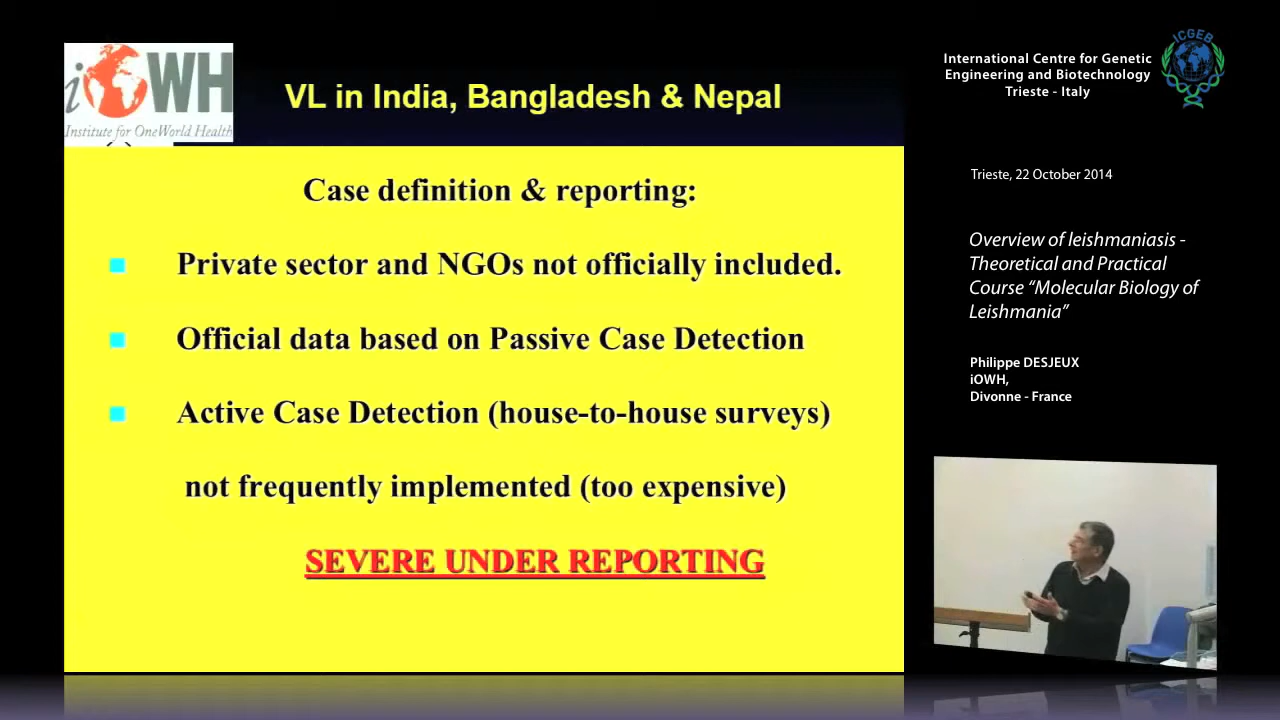 iOWH
Institute for OneWorld Health
VL in India, Bangladesh & Nepal
Case definition & reporting:
Private sector and NGOs not officially included.
Official data based on Passive Case Detection
Active Case Detection (house-to-house surveys)
not frequently implemented (too expensive)
SEVERE UNDER REPORTING
International Centre for Genetic
Engineering and Biotechnology
Trieste - Italy
ICGEB
Trieste, 22 October 2014
Overview of leishmaniasis -
Theoretical and Practical
Course “Molecular Biology of
Leishmania”
Philippe DESJEUX
iOWH,
Divonne - France